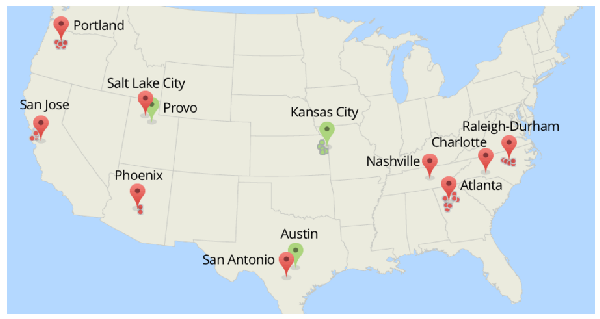 Portland
Salt Lake City
Provo
San Jose
Kansas City
Raleigh-Durham
Charlotte
Nashville
Phoenix
Atlanta
Austin
San Antonio